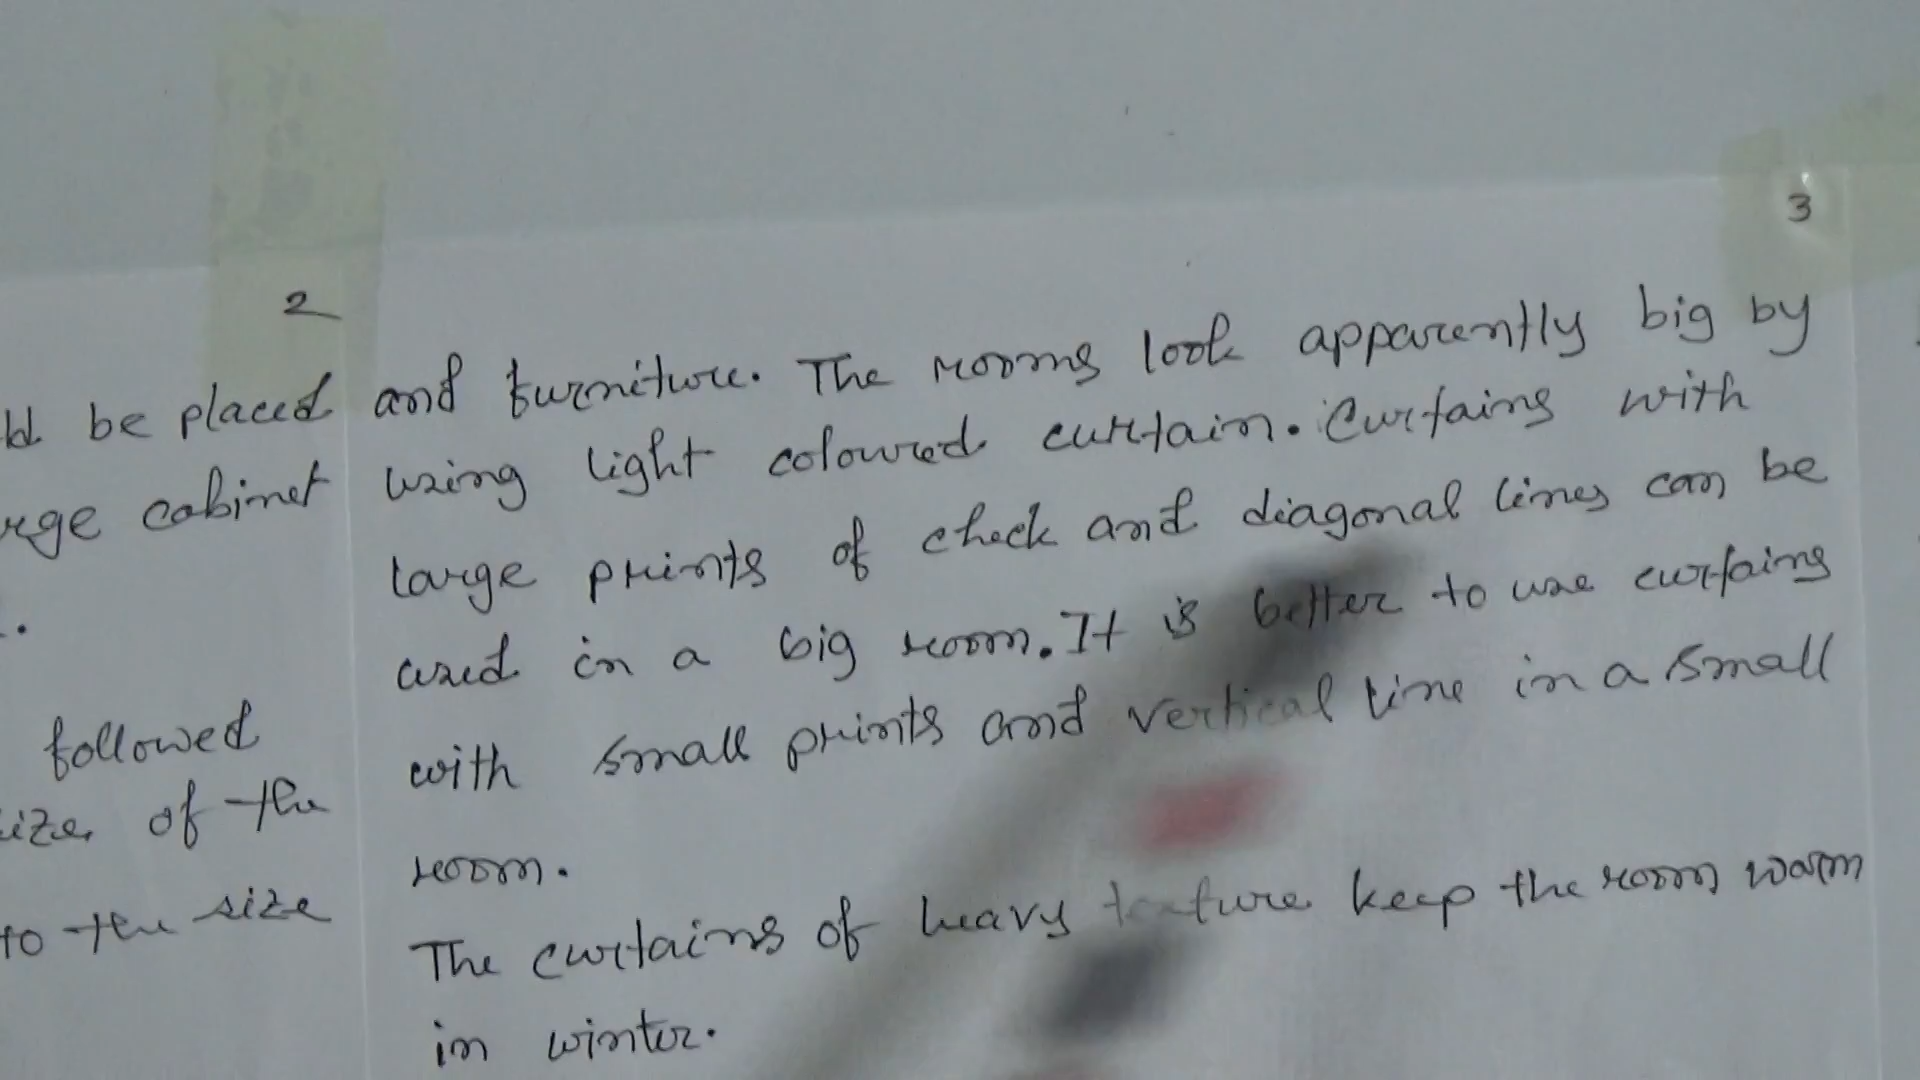 2
ld be placed
rge cabinet
followed
ize of the
to the size
3
and furniture. The rooms look apparently big by
using light coloured curtain. Curtains with
large prints of check and diagonal lines can be
used in a big room. It is better to use curtains
with small prints and vertical line in a small
room.
The curtains of heavy texture keep the room warm
in winter.